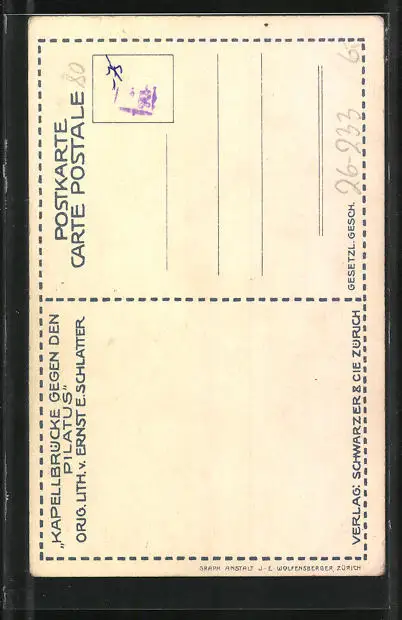 „KAPELLBRÜCKE GEGEN DEN
PILATUS“
ORIG. LITH. v. ERNST E. SCHLATTER
POSTKARTE
CARTE POSTALE
80
26-233
GESETZL. GESCH.
VERLAG: SCHWARZER & CIE ZÜRICH
GRAPH. ANSTALT J. E. WOLFENSBERGER, ZÜRICH